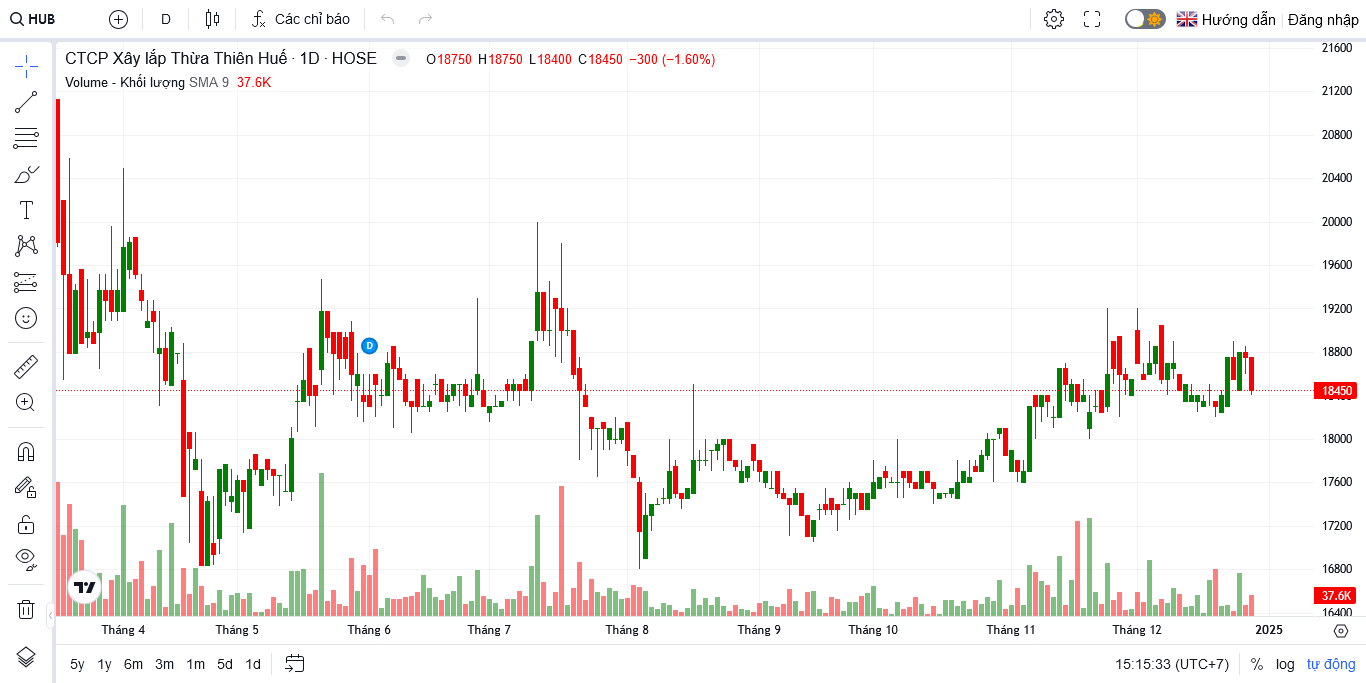 HUB D Các chỉ báo Hướng dẫn Đăng nhập
CTCP Xây lắp Thừa Thiên Huế · 1D · HOSE O18750 H18750 L18400 C18450 −300 (−1.60%)
Volume - Khối lượng SMA 9 37.6K
21600
21200
20800
20400
20000
19600
19200
18800
18450
18000
17600
17200
16800
37.6K
16400
D
Tháng 4 Tháng 5 Tháng 6 Tháng 7 Tháng 8 Tháng 9 Tháng 10 Tháng 11 Tháng 12 2025
5y 1y 6m 3m 1m 5d 1d 15:15:33 (UTC+7) % log tự động